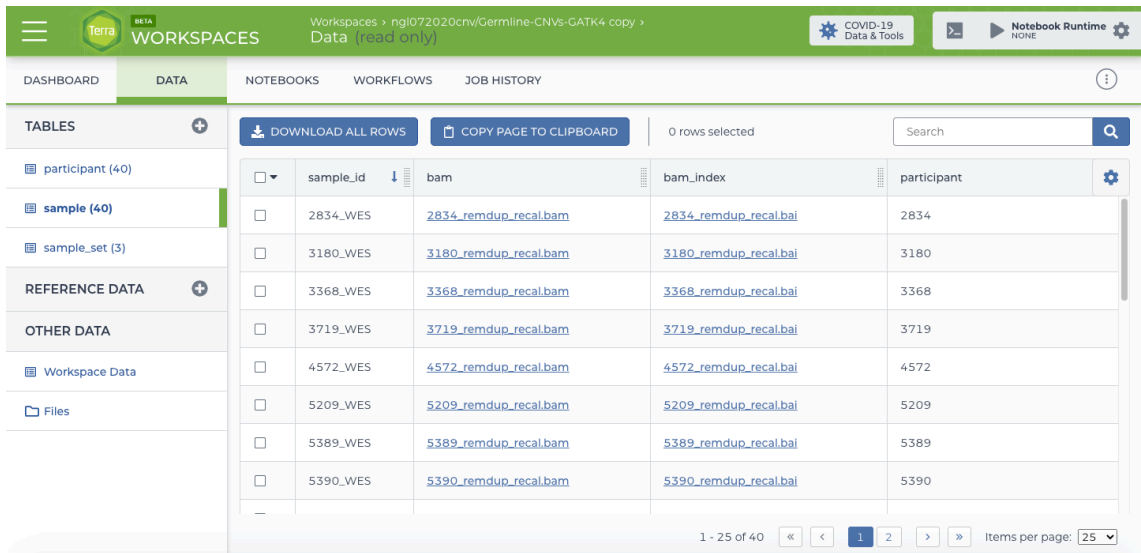 Terra
BETA
WORKSPACES
Workspaces › ngl072020cnv/Germline-CNVs-GATK4 copy ›
Data (read only)
COVID-19
Data & Tools
Notebook Runtime
NONE
DASHBOARD DATA NOTEBOOKS WORKFLOWS JOB HISTORY
TABLES
participant (40)
sample (40)
sample_set (3)
REFERENCE DATA
OTHER DATA
Workspace Data
Files
DOWNLOAD ALL ROWS COPY PAGE TO CLIPBOARD 0 rows selected Search
sample_id bam bam_index participant
2834_WES 2834_remdup_recal.bam 2834_remdup_recal.bai 2834
3180_WES 3180_remdup_recal.bam 3180_remdup_recal.bai 3180
3368_WES 3368_remdup_recal.bam 3368_remdup_recal.bai 3368
3719_WES 3719_remdup_recal.bam 3719_remdup_recal.bai 3719
4572_WES 4572_remdup_recal.bam 4572_remdup_recal.bai 4572
5209_WES 5209_remdup_recal.bam 5209_remdup_recal.bai 5209
5389_WES 5389_remdup_recal.bam 5389_remdup_recal.bai 5389
5390_WES 5390_remdup_recal.bam 5390_remdup_recal.bai 5390
1 - 25 of 40 « ‹ 1 2 › » Items per page: 25